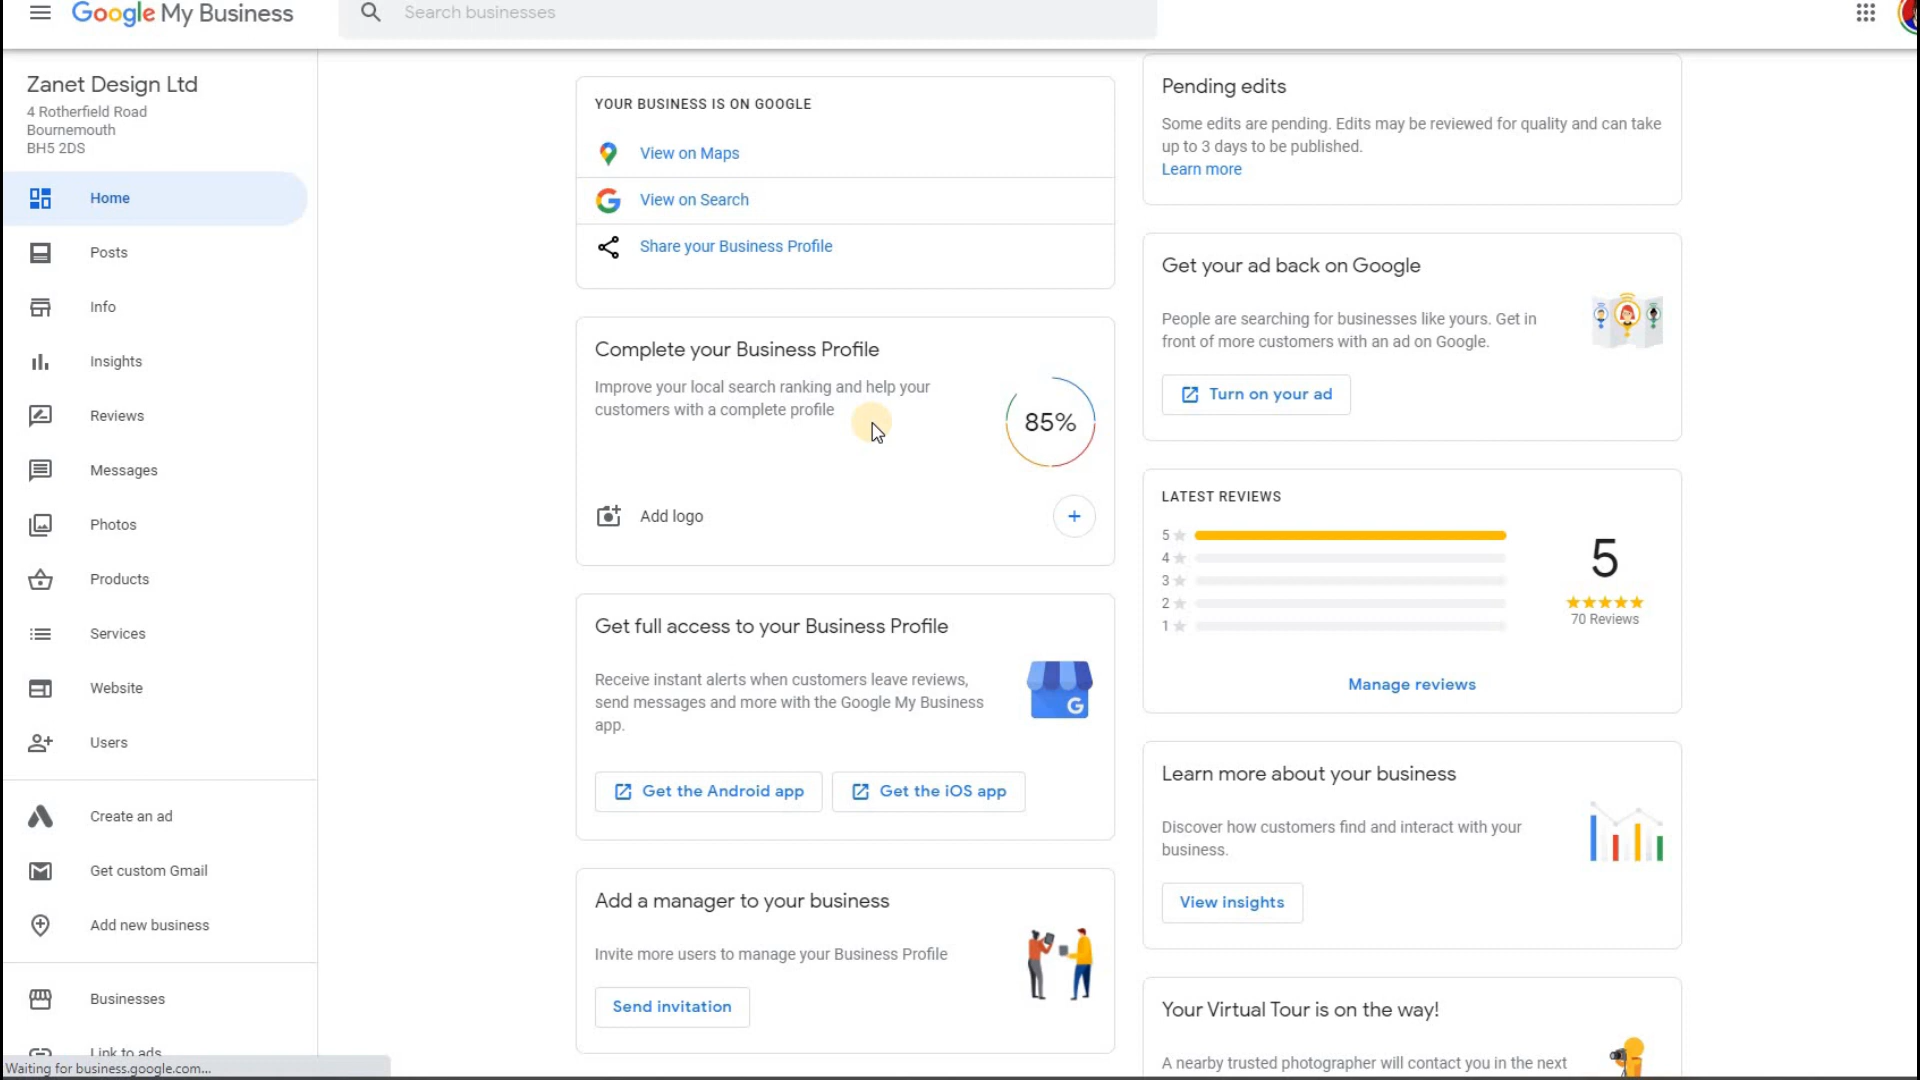 Google My Business
Search businesses
Zanet Design Ltd
4 Rotherfield Road
Bournemouth
BH5 2DS
Home
Posts
Info
Insights
Reviews
Messages
Photos
Products
Services
Website
Users
Create an ad
Get custom Gmail
Add new business
Businesses
Link to ads
Waiting for business.google.com...
YOUR BUSINESS IS ON GOOGLE
View on Maps
View on Search
Share your Business Profile
Complete your Business Profile
Improve your local search ranking and help your
customers with a complete profile
85%
Add logo
Get full access to your Business Profile
Receive instant alerts when customers leave reviews,
send messages and more with the Google My Business
app.
G
Get the Android app
Get the iOS app
Add a manager to your business
Invite more users to manage your Business Profile
Send invitation
Pending edits
Some edits are pending. Edits may be reviewed for quality and can take
up to 3 days to be published.
Learn more
Get your ad back on Google
People are searching for businesses like yours. Get in
front of more customers with an ad on Google.
Turn on your ad
LATEST REVIEWS
5
4
3
2
1
5
70 Reviews
Manage reviews
Learn more about your business
Discover how customers find and interact with your
business.
View insights
Your Virtual Tour is on the way!
A nearby trusted photographer will contact you in the next